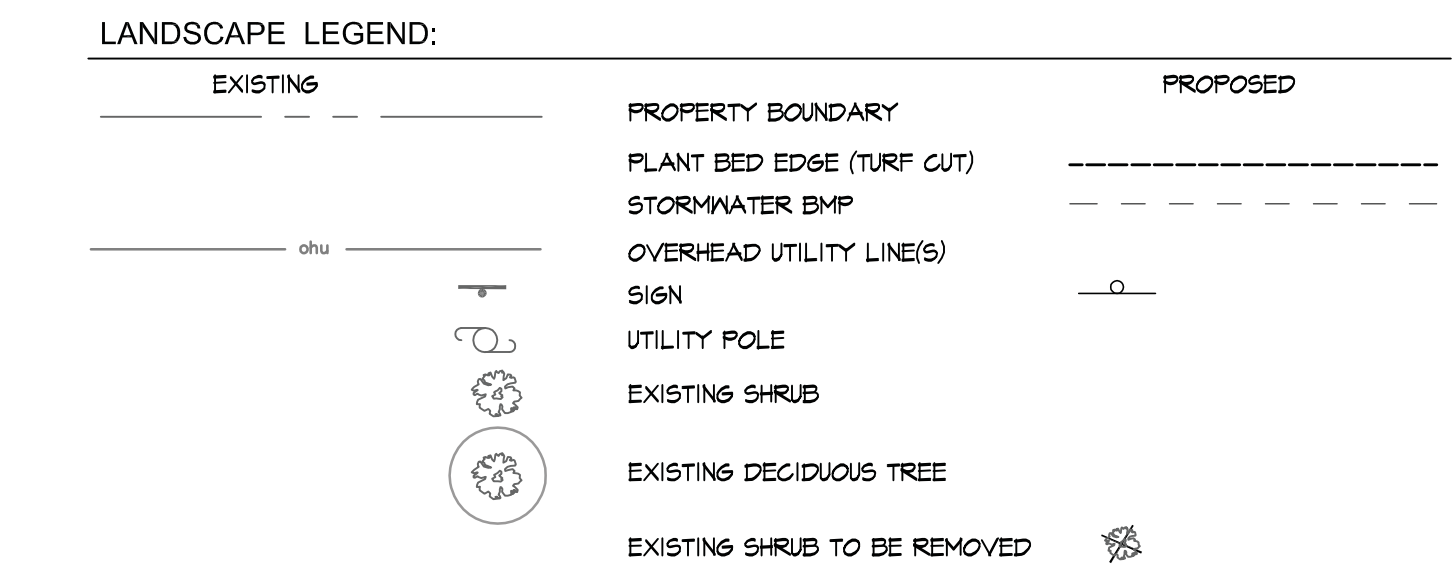 LANDSCAPE LEGEND:
EXISTING PROPOSED
PROPERTY BOUNDARY
PLANT BED EDGE (TURF CUT)
STORMWATER BMP
ohu OVERHEAD UTILITY LINE(S)
SIGN
UTILITY POLE
EXISTING SHRUB
EXISTING DECIDUOUS TREE
EXISTING SHRUB TO BE REMOVED